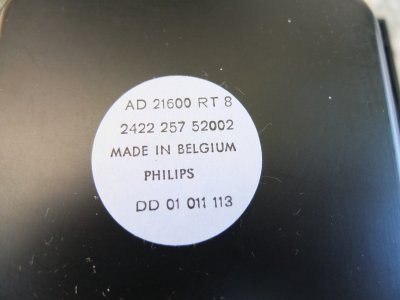 AD 21600 RT 8
2422 257 52002
MADE IN BELGIUM
PHILIPS
DD 01 011 113